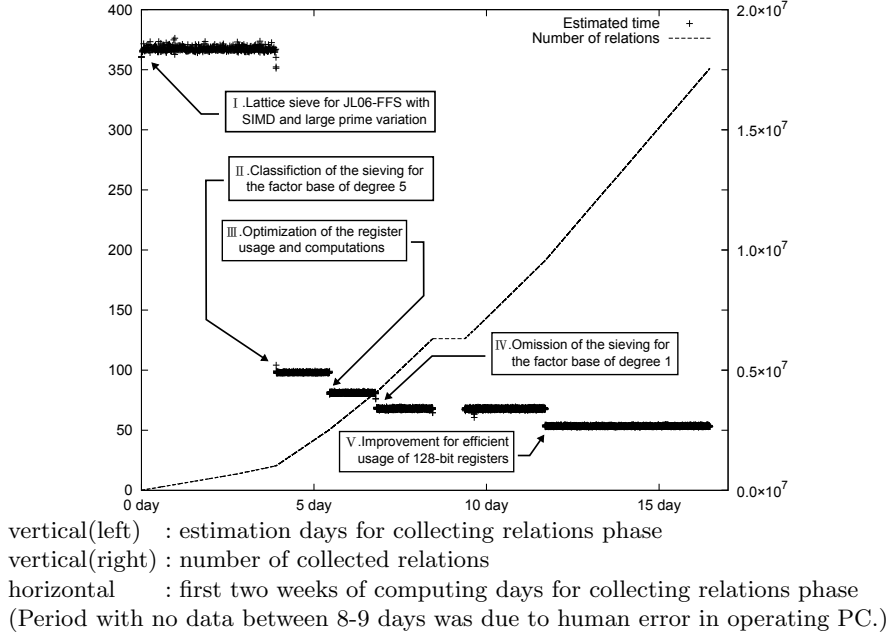 400
350
300
250
200
150
100
50
0
2.0×10^7
1.5×10^7
1.0×10^7
0.5×10^7
0.0×10^7
Estimated time
Number of relations
Ⅰ.Lattice sieve for JL06-FFS with
SIMD and large prime variation
Ⅱ.Classifiction of the sieving for
the factor base of degree 5
Ⅲ.Optimization of the register
usage and computations
Ⅳ.Omission of the sieving for
the factor base of degree 1
Ⅴ.Improvement for efficient
usage of 128-bit registers
0 day
5 day
10 day
15 day
vertical(left) : estimation days for collecting relations phase
vertical(right) : number of collected relations
horizontal : first two weeks of computing days for collecting relations phase
(Period with no data between 8-9 days was due to human error in operating PC.)